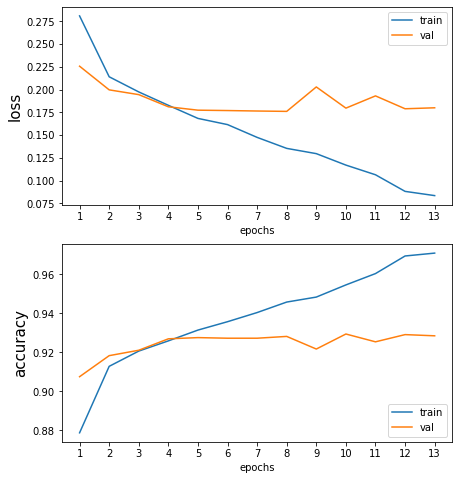 0.275
0.250
0.225
0.200
0.175
0.150
0.125
0.100
0.075
loss
train
val
1 2 3 4 5 6 7 8 9 10 11 12 13
epochs
0.96
0.94
0.92
0.90
0.88
accuracy
train
val
1 2 3 4 5 6 7 8 9 10 11 12 13
epochs